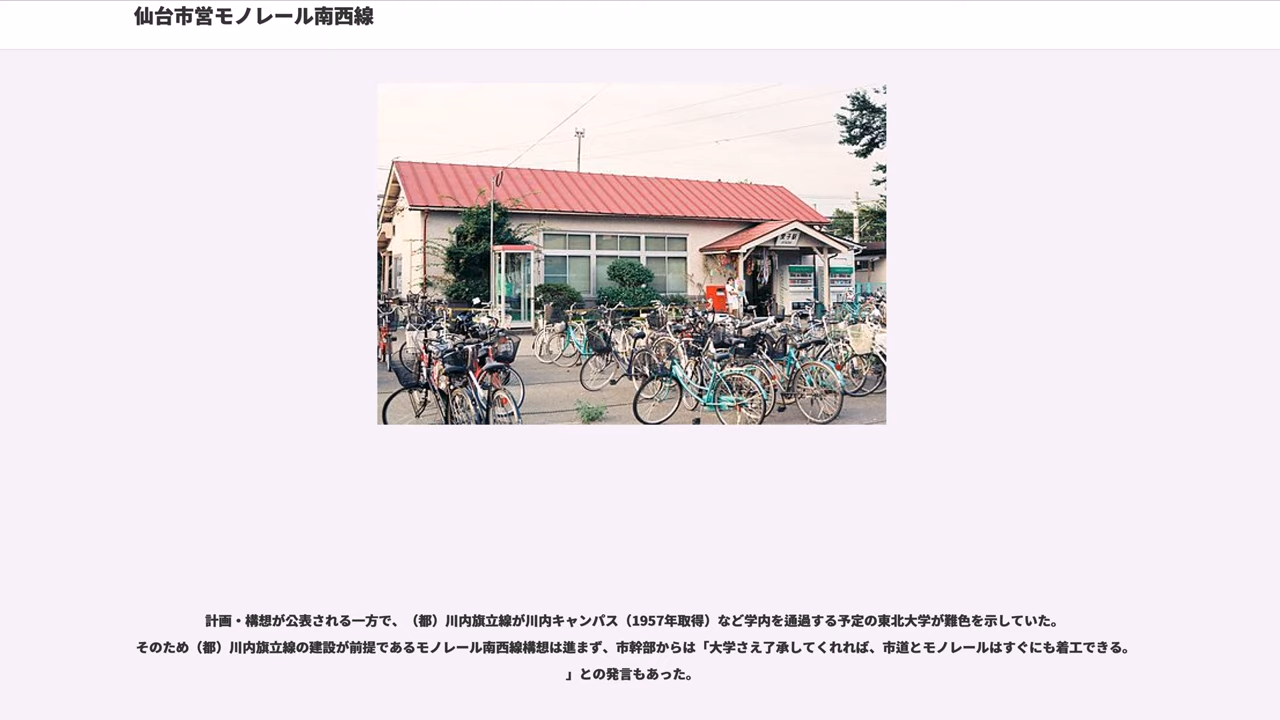 仙台市営モノレール南西線
計画・構想が公表される一方で、（都）川内旗立線が川内キャンパス（1957年取得）など学内を通過する予定の東北大学が難色を示していた。
そのため（都）川内旗立線の建設が前提であるモノレール南西線構想は進まず、市幹部からは「大学さえ了承してくれれば、市道とモノレールはすぐにも着工できる。
」との発言もあった。